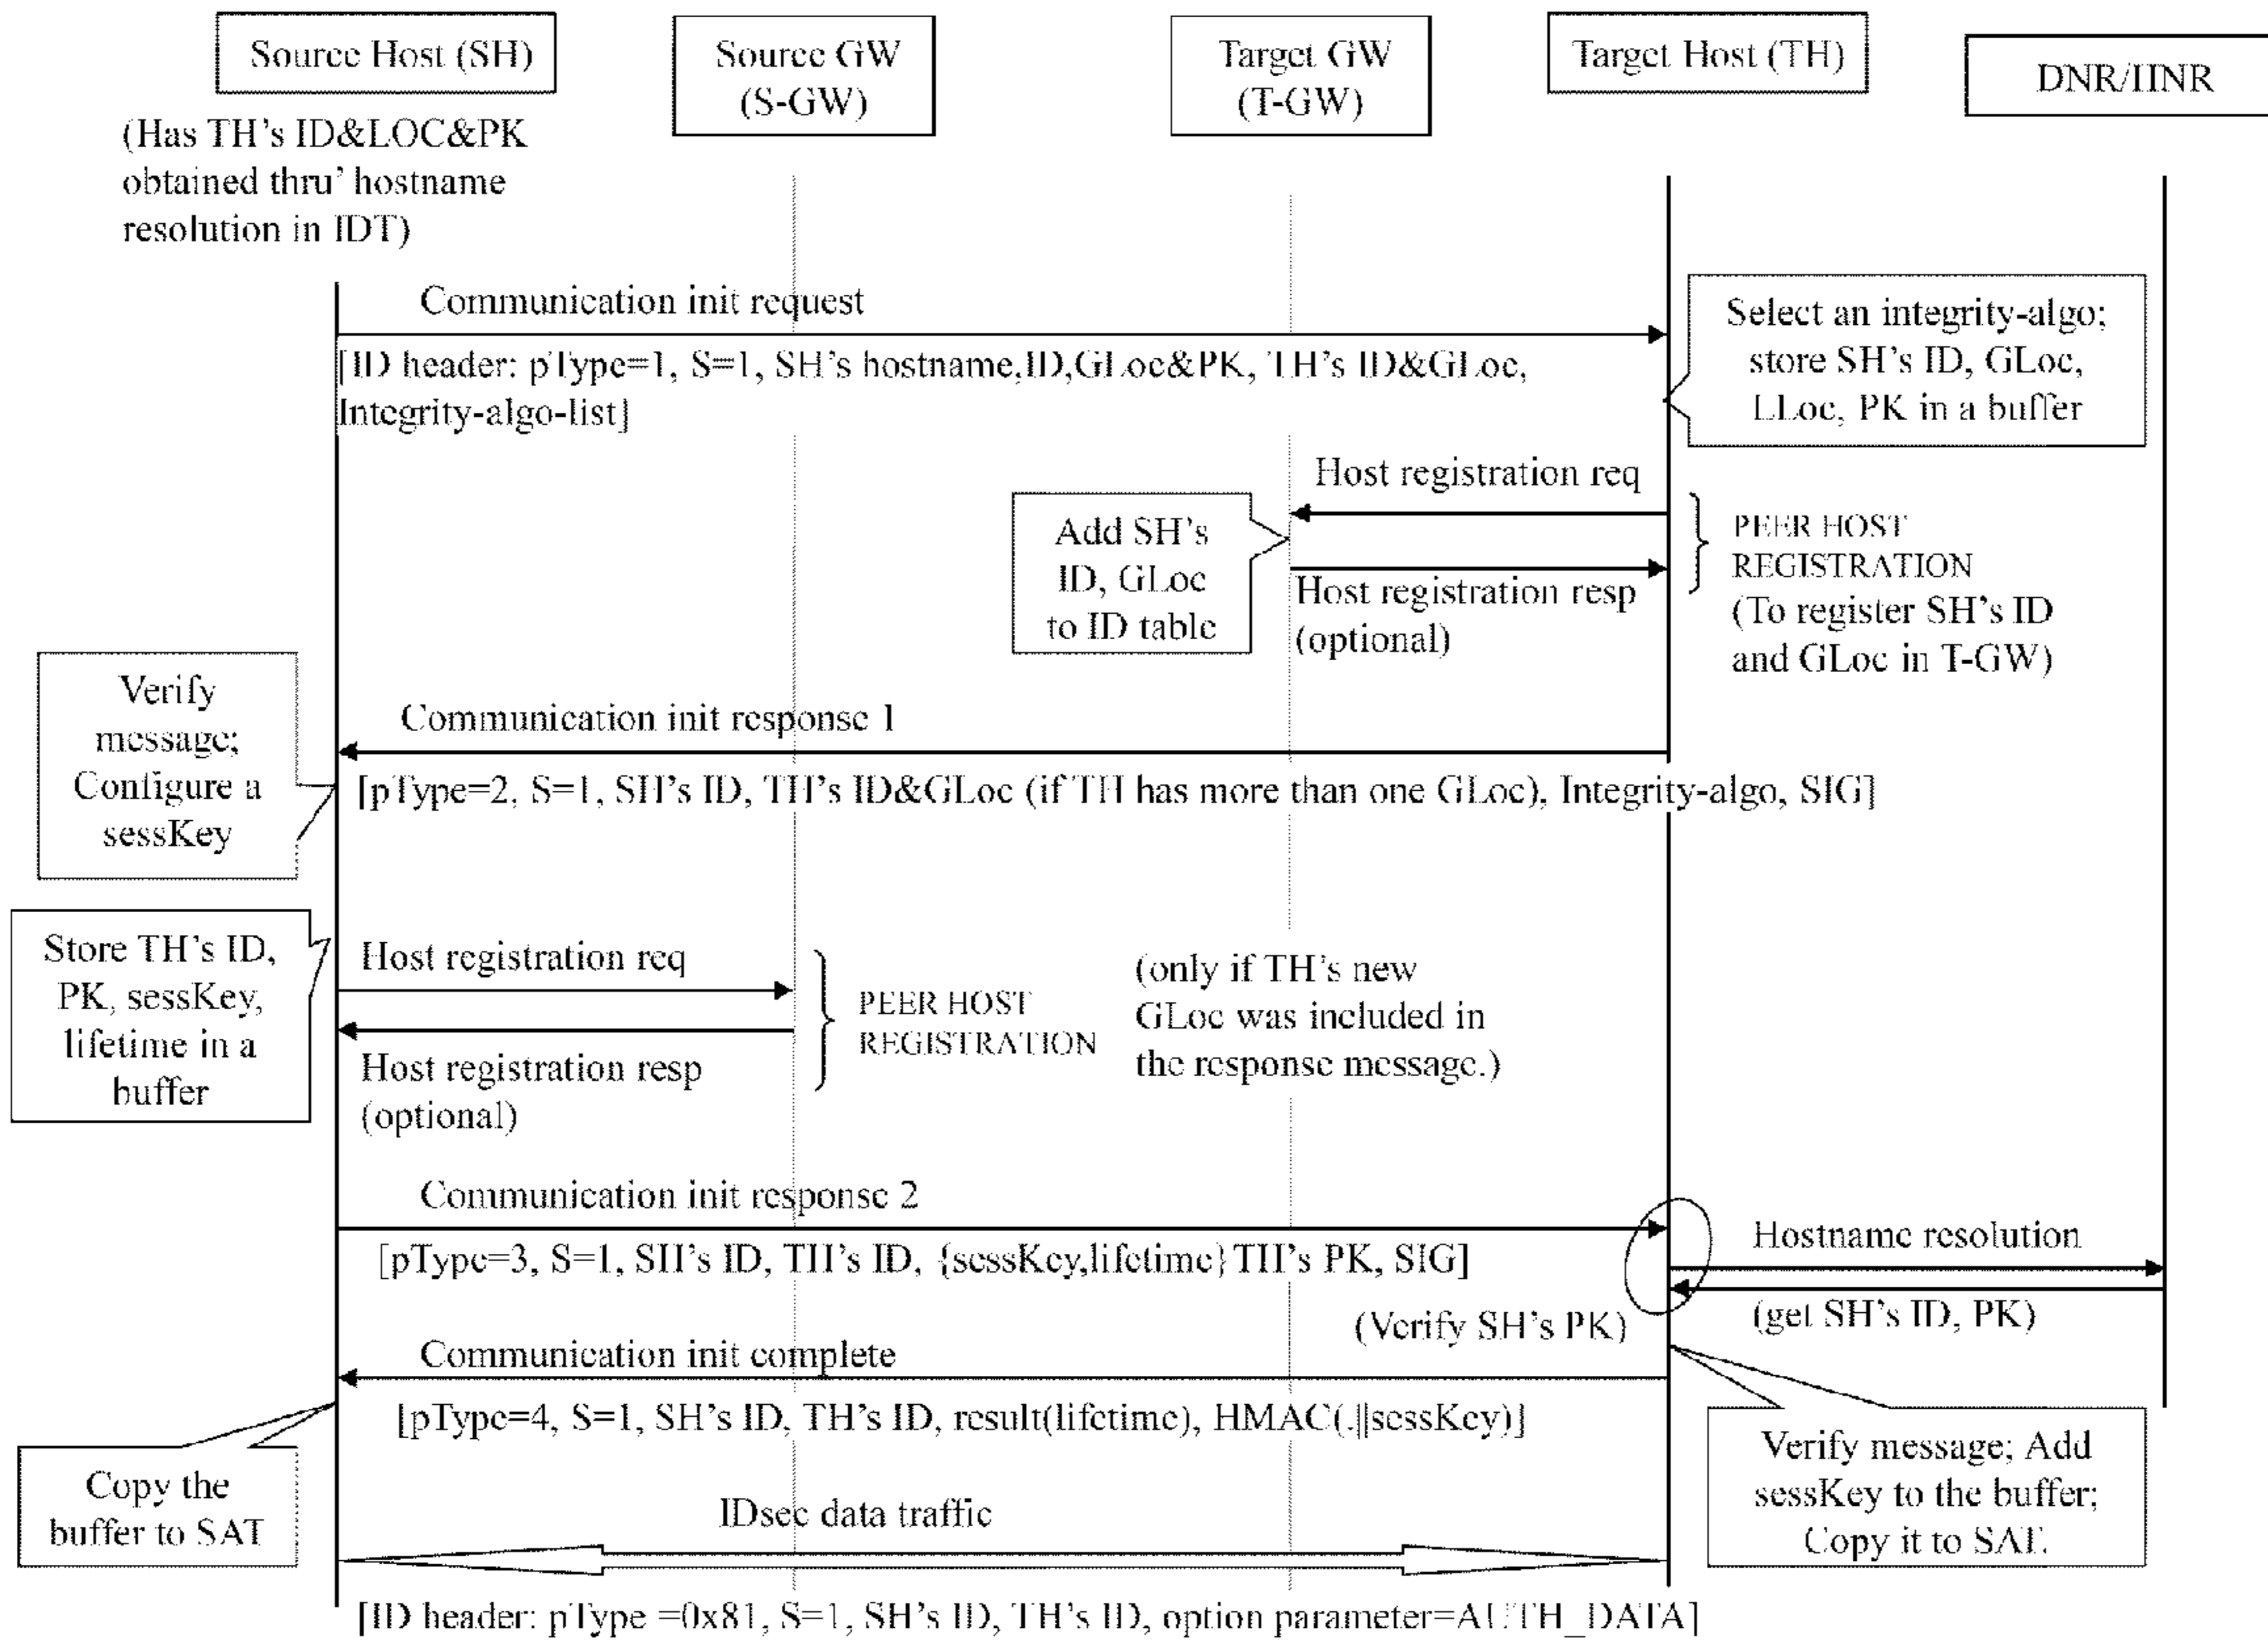 Source Host (SH)
Source GW
(S-GW)
Target GW
(T-GW)
Target Host (TH)
DNR/HNR
(Has TH's ID&LOC&PK
obtained thru' hostname
resolution in IDT)
Communication init request
[ID header: pType=1, S=1, SH's hostname,ID,GLoc&PK, TH's ID&GLoc,
Integrity-algo-list]
Select an integrity-algo;
store SH's ID, GLoc,
LLoc, PK in a buffer
Host registration req
Add SH's
ID, GLoc
to ID table
Host registration resp
(optional)
PEER HOST
REGISTRATION
(To register SH's ID
and GLoc in T-GW)
Verify
message;
Configure a
sessKey
Communication init response 1
[pType=2, S=1, SH's ID, TH's ID&GLoc (if TH has more than one GLoc), Integrity-algo, SIG]
Store TH's ID,
PK, sessKey,
lifetime in a
buffer
Host registration req
Host registration resp
(optional)
PEER HOST
REGISTRATION
(only if TH's new
GLoc was included in
the response message.)
Communication init response 2
[pType=3, S=1, SH's ID, TH's ID, {sessKey,lifetime}TH's PK, SIG]
Hostname resolution
(get SH's ID, PK)
(Verify SH's PK)
Communication init complete
[pType=4, S=1, SH's ID, TH's ID, result(lifetime), HMAC(.||sessKey)]
Copy the
buffer to SAT
Verify message; Add
sessKey to the buffer;
Copy it to SAT.
IDsec data traffic
[ID header: pType =0x81, S=1, SH's ID, TH's ID, option parameter=AUTH_DATA]